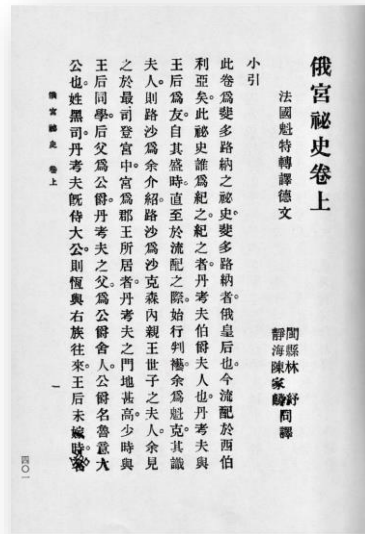 俄宮祕史卷上
法國魁特轉譯德文
閩縣林紓
靜海陳家麟同譯
小引
此卷爲斐多路納之祕史。斐多路納者。俄皇后也。今流配於西伯
利亞矣。此祕史誰爲紀之。紀之者。丹考夫伯爵夫人也。丹考夫與
王后爲友。自其盛時。直至於流配之際。始行判襼。余爲魁克。其識
夫人。則路沙爲余介紹。路沙爲沙克森內親王世子之夫人。余見
之於最司登宮中。宮爲郡王所居者。丹考夫之門地甚高。少時與
王后同學。后父爲公爵。丹考夫之父。爲公爵舍人。公爵名魯意大
公也。姓黑司。丹考夫旣侍大公。則恆與右族往來。王后未嫁時。
俄宮祕史 卷上
一
四〇一